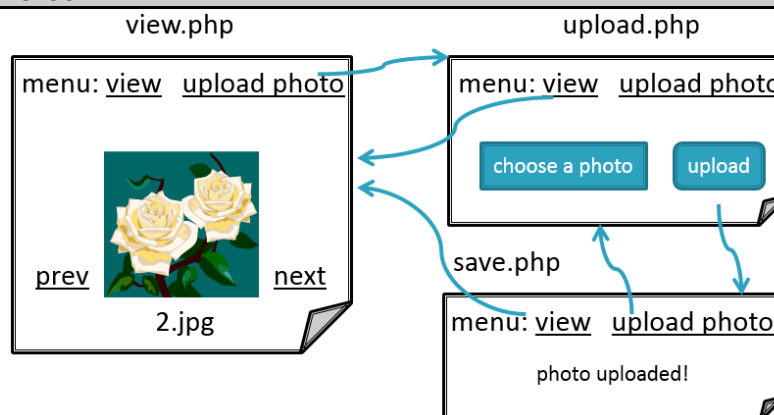 view.php
menu: view upload photo
prev
next
2.jpg
upload.php
menu: view upload photo
choose a photo
upload
save.php
menu: view upload photo
photo uploaded!